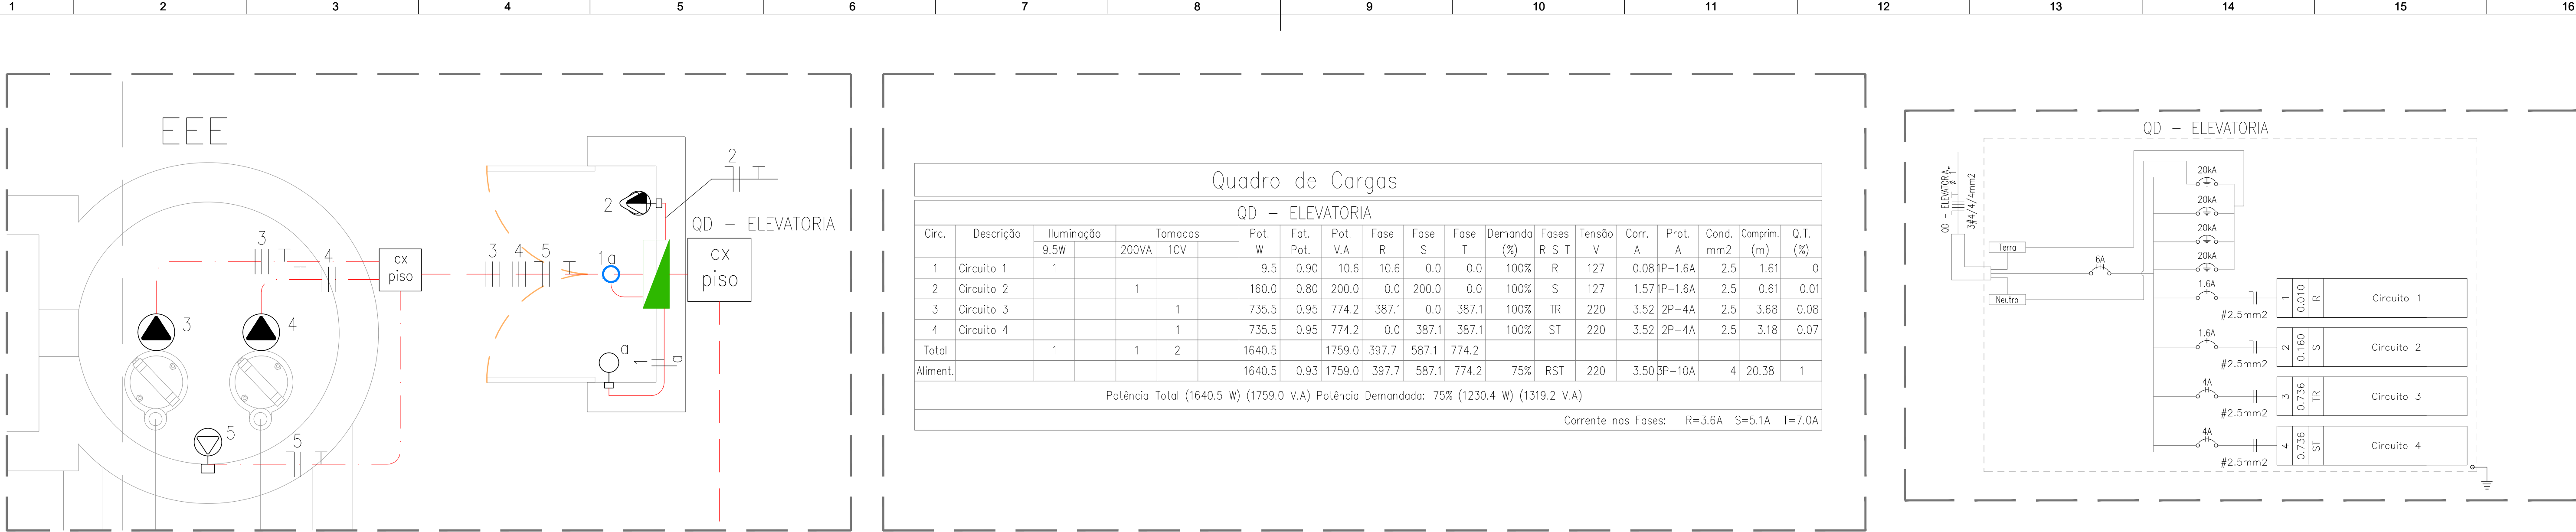 1 2 3 4 5 6 7 8 9 10 11 12 13 14 15 16
EEE
3
4
3
4
5
5
cx
piso
3 4 5
1a
2
2
QD - ELEVATORIA
cx
piso
a
1
a
Quadro de Cargas
QD - ELEVATORIA
Circ. Descrição Iluminação Tomadas Pot. Fat. Pot. Fase Fase Fase Demanda Fases Tensão Corr. Prot. Cond. Comprim. Q.T.
9.5W 200VA 1CV W Pot. V.A R S T (%) R S T V A A mm2 (m) (%)
1 Circuito 1 1 9.5 0.90 10.6 10.6 0.0 0.0 100% R 127 0.08 1P-1.6A 2.5 1.61 0
2 Circuito 2 1 160.0 0.80 200.0 0.0 200.0 0.0 100% S 127 1.57 1P-1.6A 2.5 0.61 0.01
3 Circuito 3 1 735.5 0.95 774.2 387.1 0.0 387.1 100% TR 220 3.52 2P-4A 2.5 3.68 0.08
4 Circuito 4 1 735.5 0.95 774.2 0.0 387.1 387.1 100% ST 220 3.52 2P-4A 2.5 3.18 0.07
Total 1 1 2 1640.5 1759.0 397.7 587.1 774.2
Aliment. 1640.5 0.93 1759.0 397.7 587.1 774.2 75% RST 220 3.50 3P-10A 4 20.38 1
Potência Total (1640.5 W) (1759.0 V.A) Potência Demandada: 75% (1230.4 W) (1319.2 V.A)
Corrente nas Fases: R=3.6A S=5.1A T=7.0A
QD - ELEVATORIA
QD - ELEVATORIA
ø 1"
3#4/4/4mm2
Terra
Neutro
6A
20kA
20kA
20kA
20kA
1.6A
#2.5mm2
1 0.010 R Circuito 1
1.6A
#2.5mm2
2 0.160 S Circuito 2
4A
#2.5mm2
3 0.736 TR Circuito 3
4A
#2.5mm2
4 0.736 ST Circuito 4